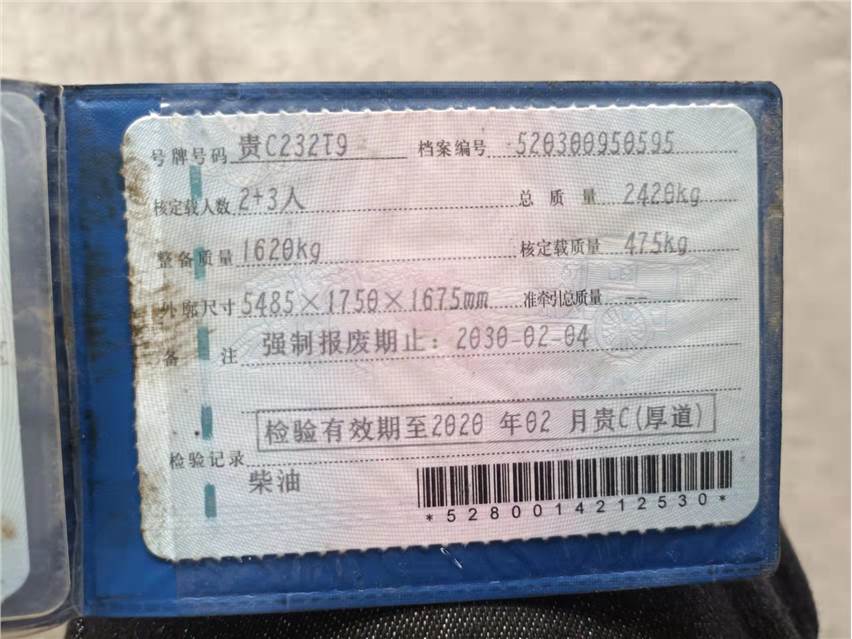 号牌号码 贵C232T9 档案编号 520300950595
核定载人数 2+3人 总质量 2420kg
整备质量 1620kg 核定载质量 475kg
外廓尺寸 5485×1750×1675mm 准牵引总质量 --
备注 强制报废期止：2030-02-04
检验有效期至2020 年02 月贵C(厚道)
检验记录
柴油
*5280014212530*